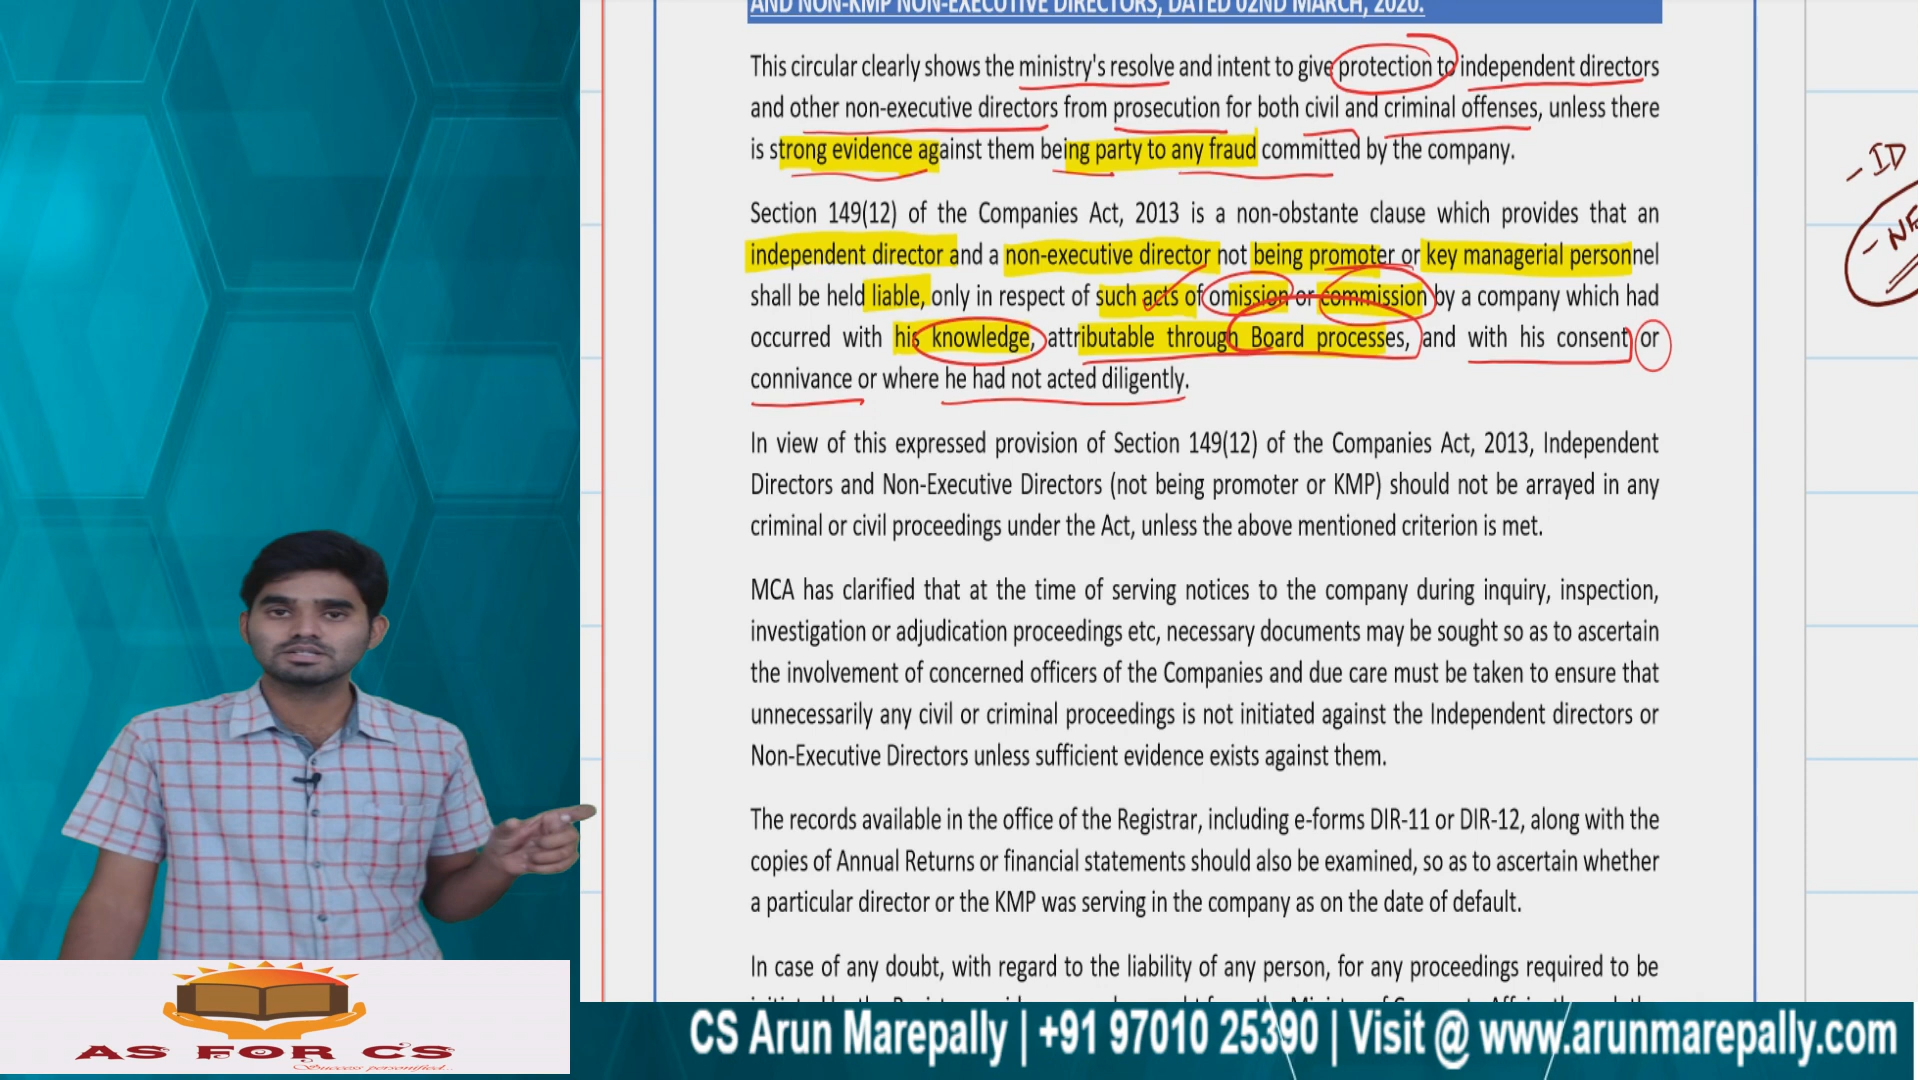 AND NON-KMP NON-EXECUTIVE DIRECTORS, DATED 02ND MARCH, 2020.
This circular clearly shows the ministry's resolve and intent to give protection to independent directors
and other non-executive directors from prosecution for both civil and criminal offenses, unless there
is strong evidence against them being party to any fraud committed by the company.
Section 149(12) of the Companies Act, 2013 is a non-obstante clause which provides that an
independent director and a non-executive director not being promoter or key managerial personnel
shall be held liable, only in respect of such acts of omission or commission by a company which had
occurred with his knowledge, attributable through Board processes, and with his consent or
connivance or where he had not acted diligently.
In view of this expressed provision of Section 149(12) of the Companies Act, 2013, Independent
Directors and Non-Executive Directors (not being promoter or KMP) should not be arrayed in any
criminal or civil proceedings under the Act, unless the above mentioned criterion is met.
MCA has clarified that at the time of serving notices to the company during inquiry, inspection,
investigation or adjudication proceedings etc, necessary documents may be sought so as to ascertain
the involvement of concerned officers of the Companies and due care must be taken to ensure that
unnecessarily any civil or criminal proceedings is not initiated against the Independent directors or
Non-Executive Directors unless sufficient evidence exists against them.
The records available in the office of the Registrar, including e-forms DIR-11 or DIR-12, along with the
copies of Annual Returns or financial statements should also be examined, so as to ascertain whether
a particular director or the KMP was serving in the company as on the date of default.
In case of any doubt, with regard to the liability of any person, for any proceedings required to be
- ID
AS FOR CS
Success personified...
CS Arun Marepally | +91 97010 25390 | Visit @ www.arunmarepally.com